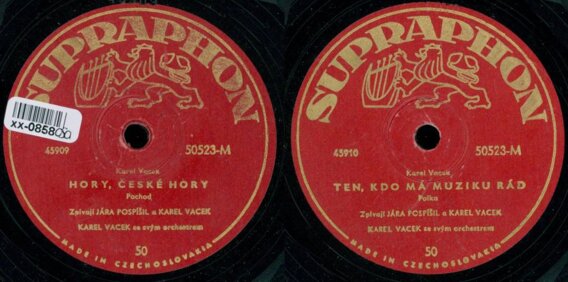 SUPRAPHON
45909
50523-M
Karel Vacek
HORY, ČESKÉ HORY
Pochod
Zpívají JÁRA POSPÍŠIL a KAREL VACEK
KAREL VACEK se svým orchestrem
50
MADE IN CZECHOSLOVAKIA
SUPRAPHON
45910
50523-M
Karel Vacek
TEN, KDO MÁ MUZIKU RÁD
Polka
Zpívají JÁRA POSPÍŠIL a KAREL VACEK
KAREL VACEK se svým orchestrem
50
MADE IN CZECHOSLOVAKIA